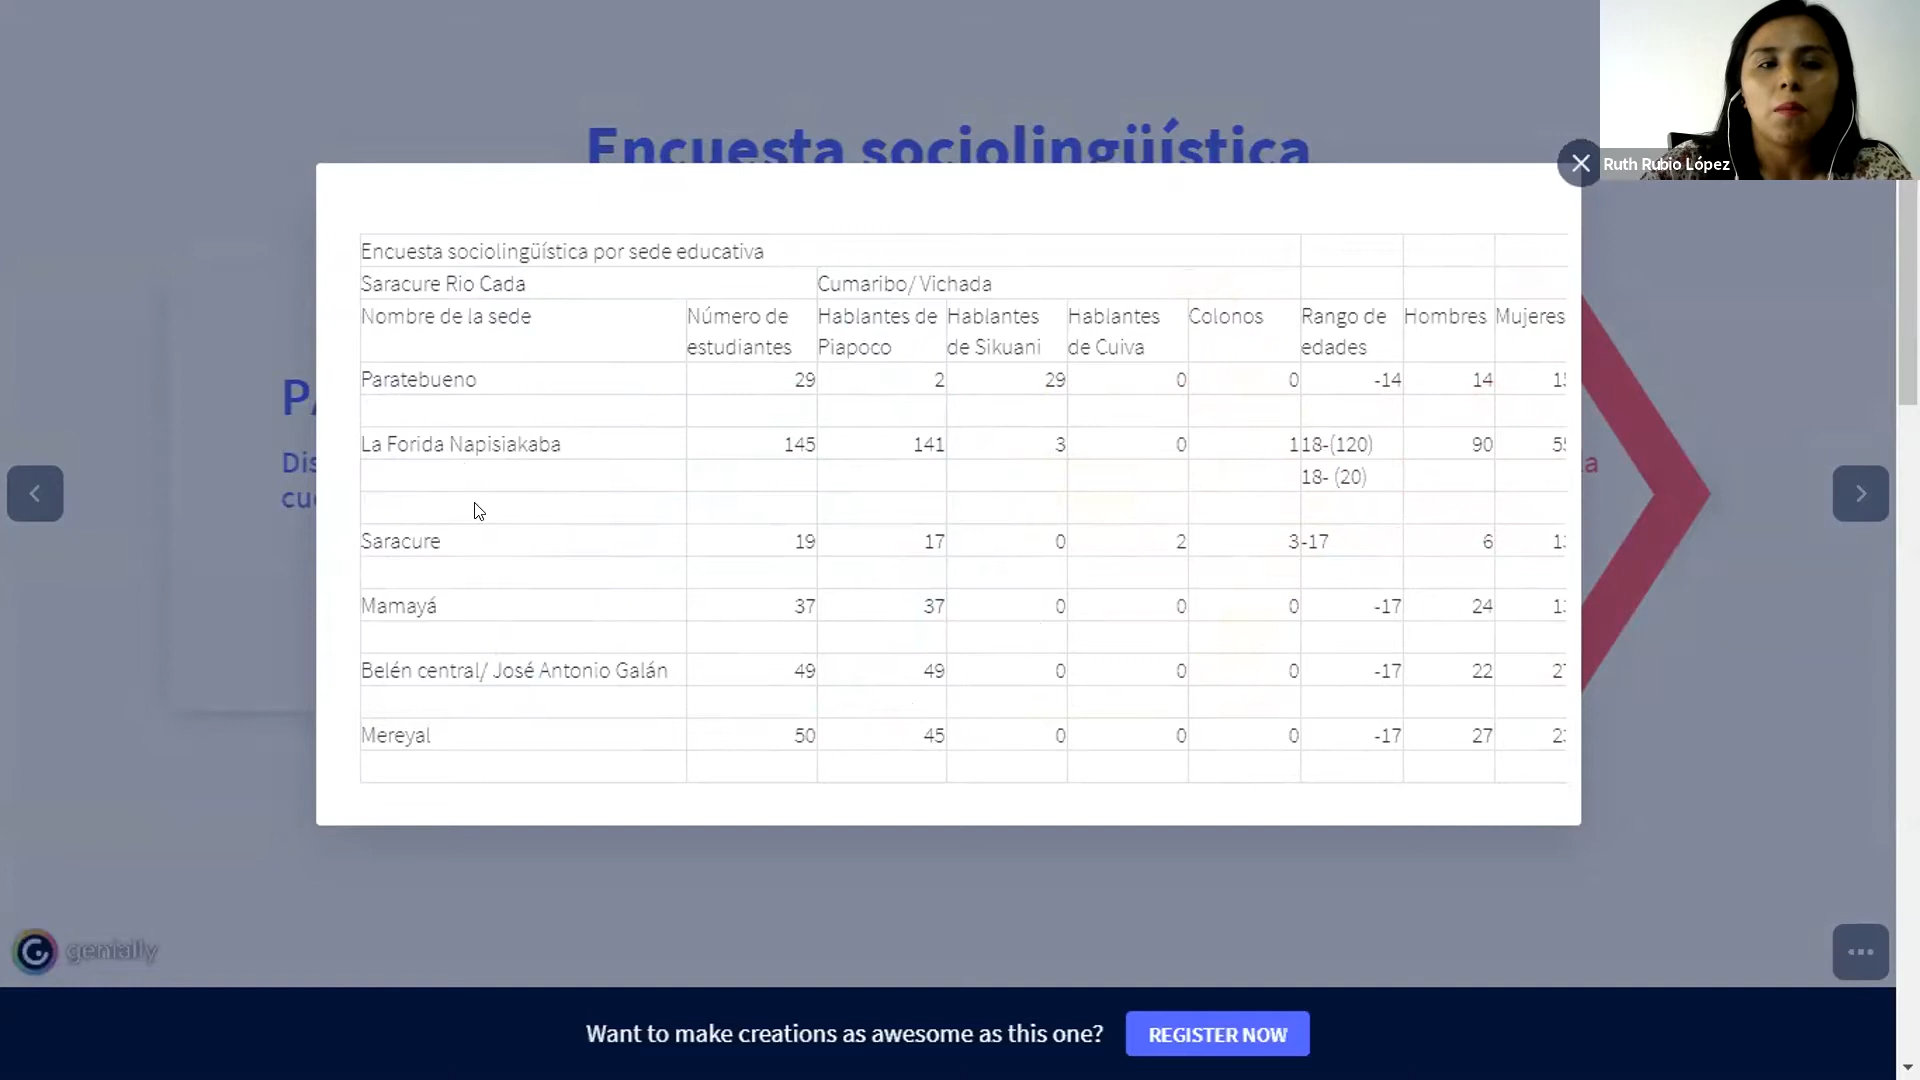 Encuesta sociolingüística
Ruth Rubio López
Encuesta sociolingüística por sede educativa
Saracure Rio Cada Cumaribo/ Vichada
Nombre de la sede Número de estudiantes Hablantes de Piapoco Hablantes de Sikuani Hablantes de Cuiva Colonos Rango de edades Hombres Mujeres
Paratebueno 29 2 29 0 0 -14 14
La Forida Napisiakaba 145 141 3 0 1 18-(120) 90
18- (20)
Saracure 19 17 0 2 3-17 6
Mamayá 37 37 0 0 0 -17 24
Belén central/ José Antonio Galán 49 49 0 0 0 -17 22
Mereyal 50 45 0 0 0 -17 27
genially
Want to make creations as awesome as this one? REGISTER NOW